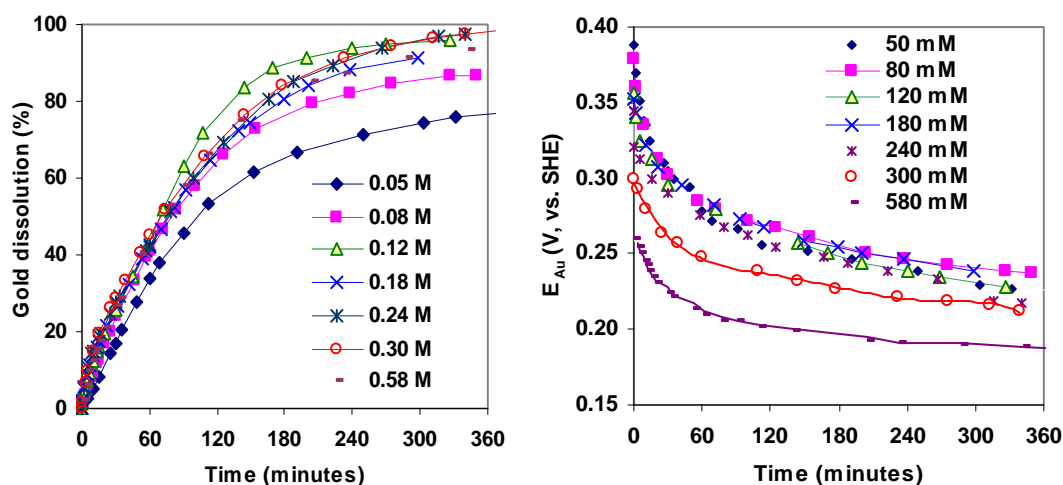 Gold dissolution (%)
100
80
60
40
20
0
0 60 120 180 240 300 360
Time (minutes)
0.05 M
0.08 M
0.12 M
0.18 M
0.24 M
0.30 M
0.58 M
E Au (V, vs. SHE)
0.40
0.35
0.30
0.25
0.20
0.15
0 60 120 180 240 300 360
Time (minutes)
50 mM
80 mM
120 mM
180 mM
240 mM
300 mM
580 mM